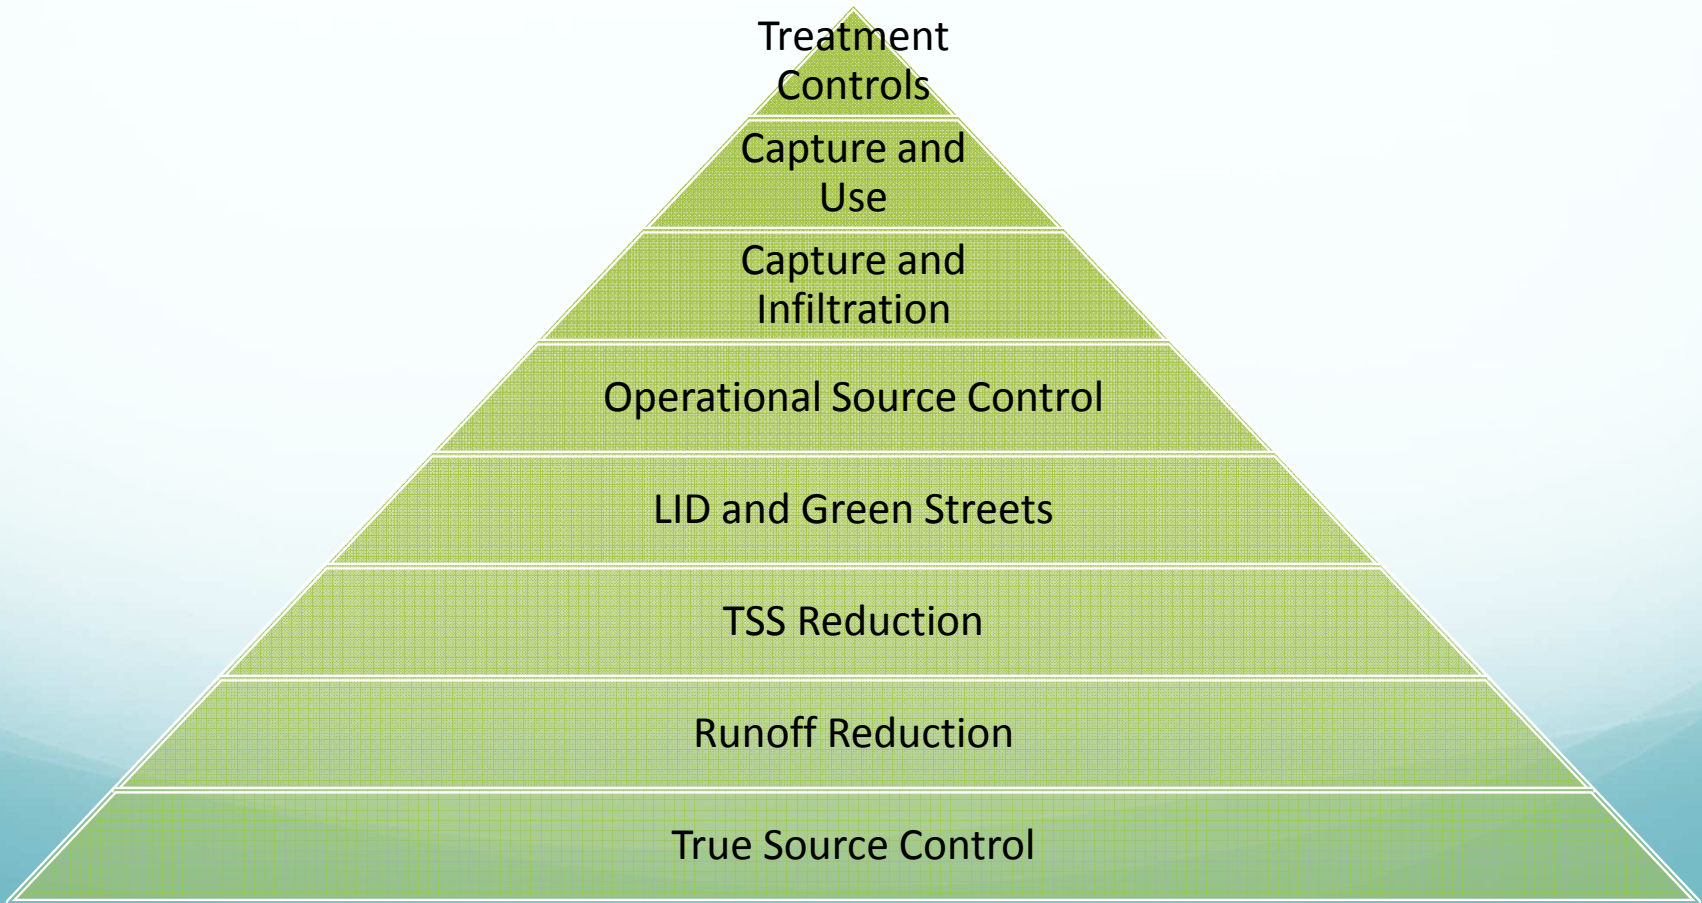 Treatment
Controls
Capture and
Use
Capture and
Infiltration
Operational Source Control
LID and Green Streets
TSS Reduction
Runoff Reduction
True Source Control